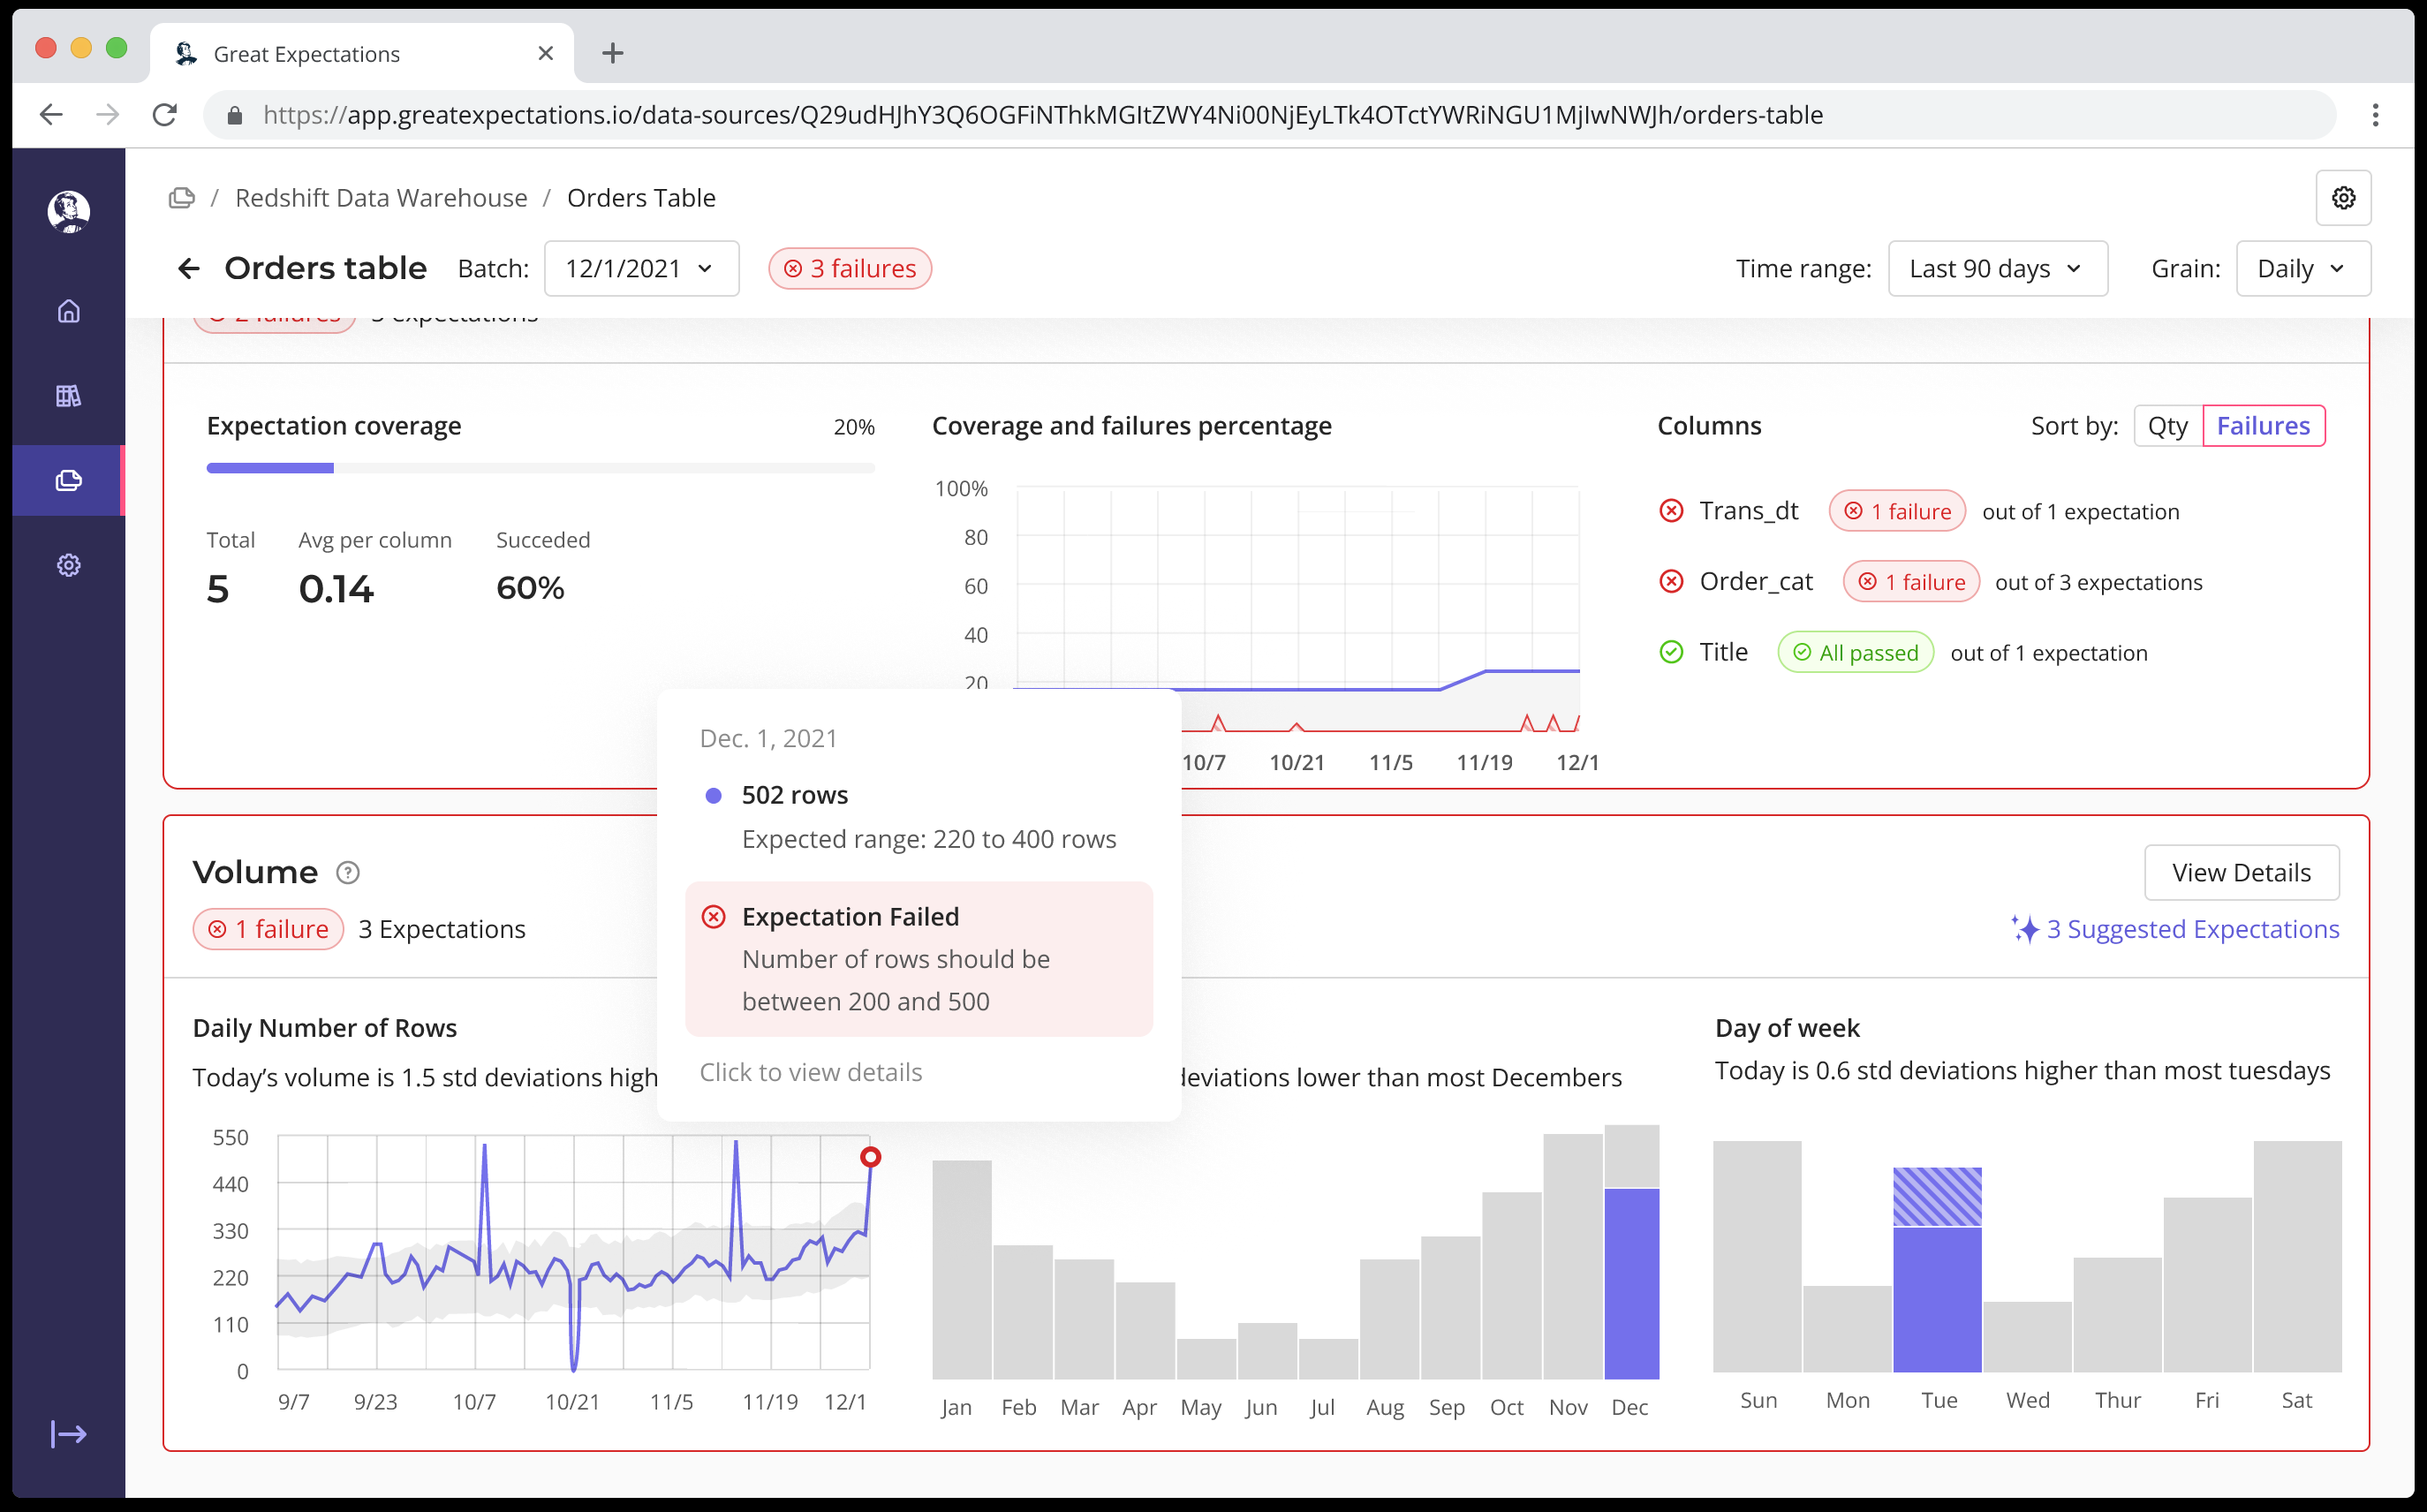 Great Expectations
https://app.greatexpectations.io/data-sources/Q29udHJhY3Q6OGFiNThkMGItZWY4Ni00NjEyLTk4OTctYWRiNGU1MjIwNWJh/orders-table
/ Redshift Data Warehouse / Orders Table
Orders table Batch: 12/1/2021 3 failures Time range: Last 90 days Grain: Daily
2 failures expectations
Expectation coverage 20%
Total Avg per column Succeded
5 0.14 60%
Coverage and failures percentage
100%
80
60
40
20
10/7 10/21 11/5 11/19 12/1
Columns Sort by: Qty Failures
Trans_dt 1 failure out of 1 expectation
Order_cat 1 failure out of 3 expectations
Title All passed out of 1 expectation
Dec. 1, 2021
502 rows
Expected range: 220 to 400 rows
Expectation Failed
Number of rows should be
between 200 and 500
Click to view details
Volume ?
1 failure 3 Expectations
View Details
3 Suggested Expectations
Daily Number of Rows
Today’s volume is 1.5 std deviations high
550
440
330
220
110
0
9/7 9/23 10/7 10/21 11/5 11/19 12/1
deviations lower than most Decembers
Jan Feb Mar Apr May Jun Jul Aug Sep Oct Nov Dec
Day of week
Today is 0.6 std deviations higher than most tuesdays
Sun Mon Tue Wed Thur Fri Sat